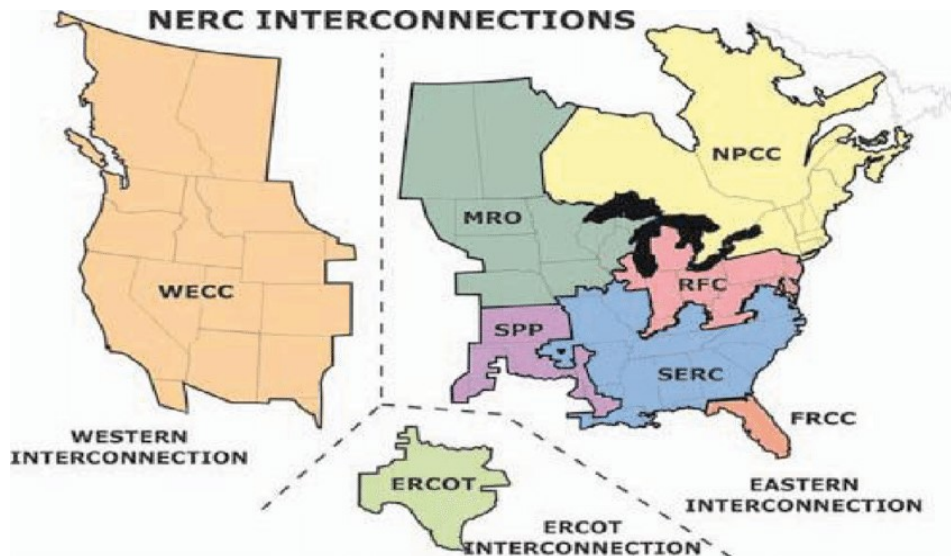 NERC INTERCONNECTIONS
NPCC
MRO
WECC
RFC
SPP
SERC
FRCC
WESTERN
INTERCONNECTION
ERCOT
EASTERN
INTERCONNECTION
ERCOT
INTERCONNECTION